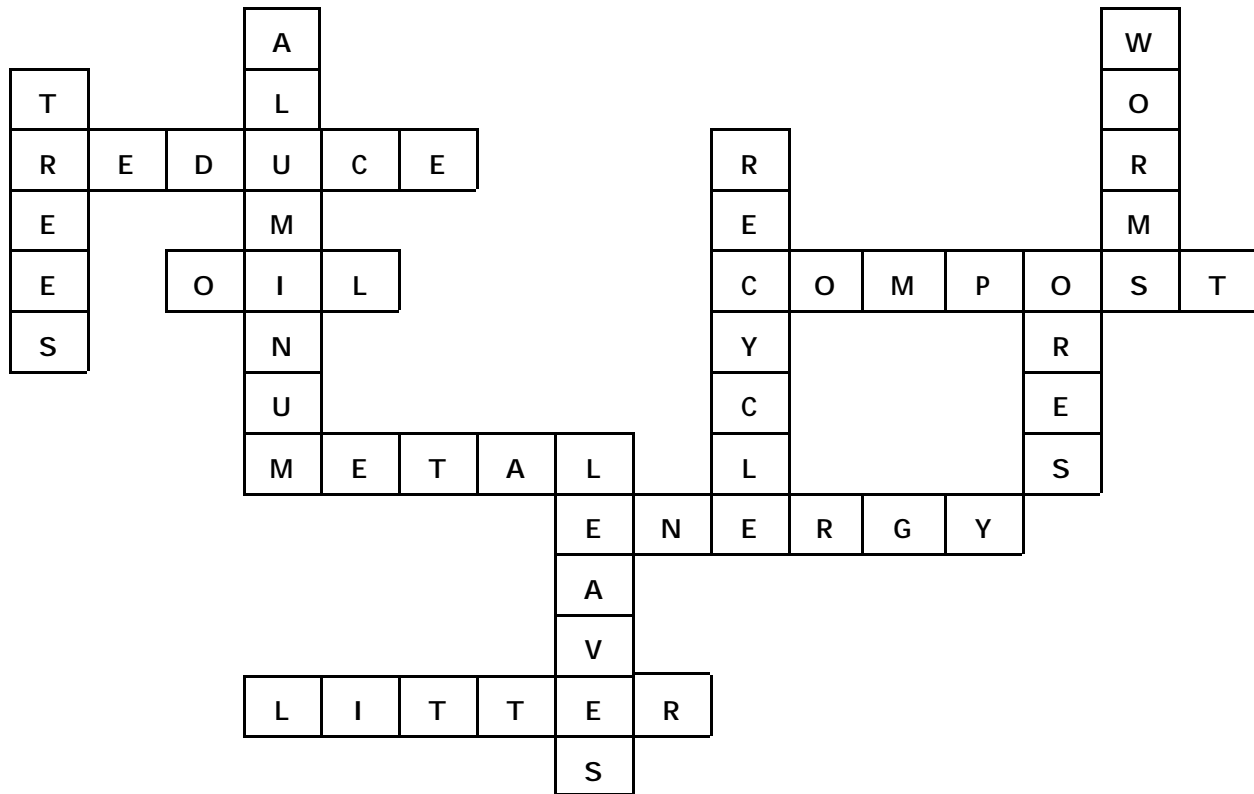 A W
T L O
R E D U C E R R
E M E M
E O I L C O M P O S T
S N Y R
U C E
M E T A L L S
E N E R G Y
A
V
L I T T E R
S